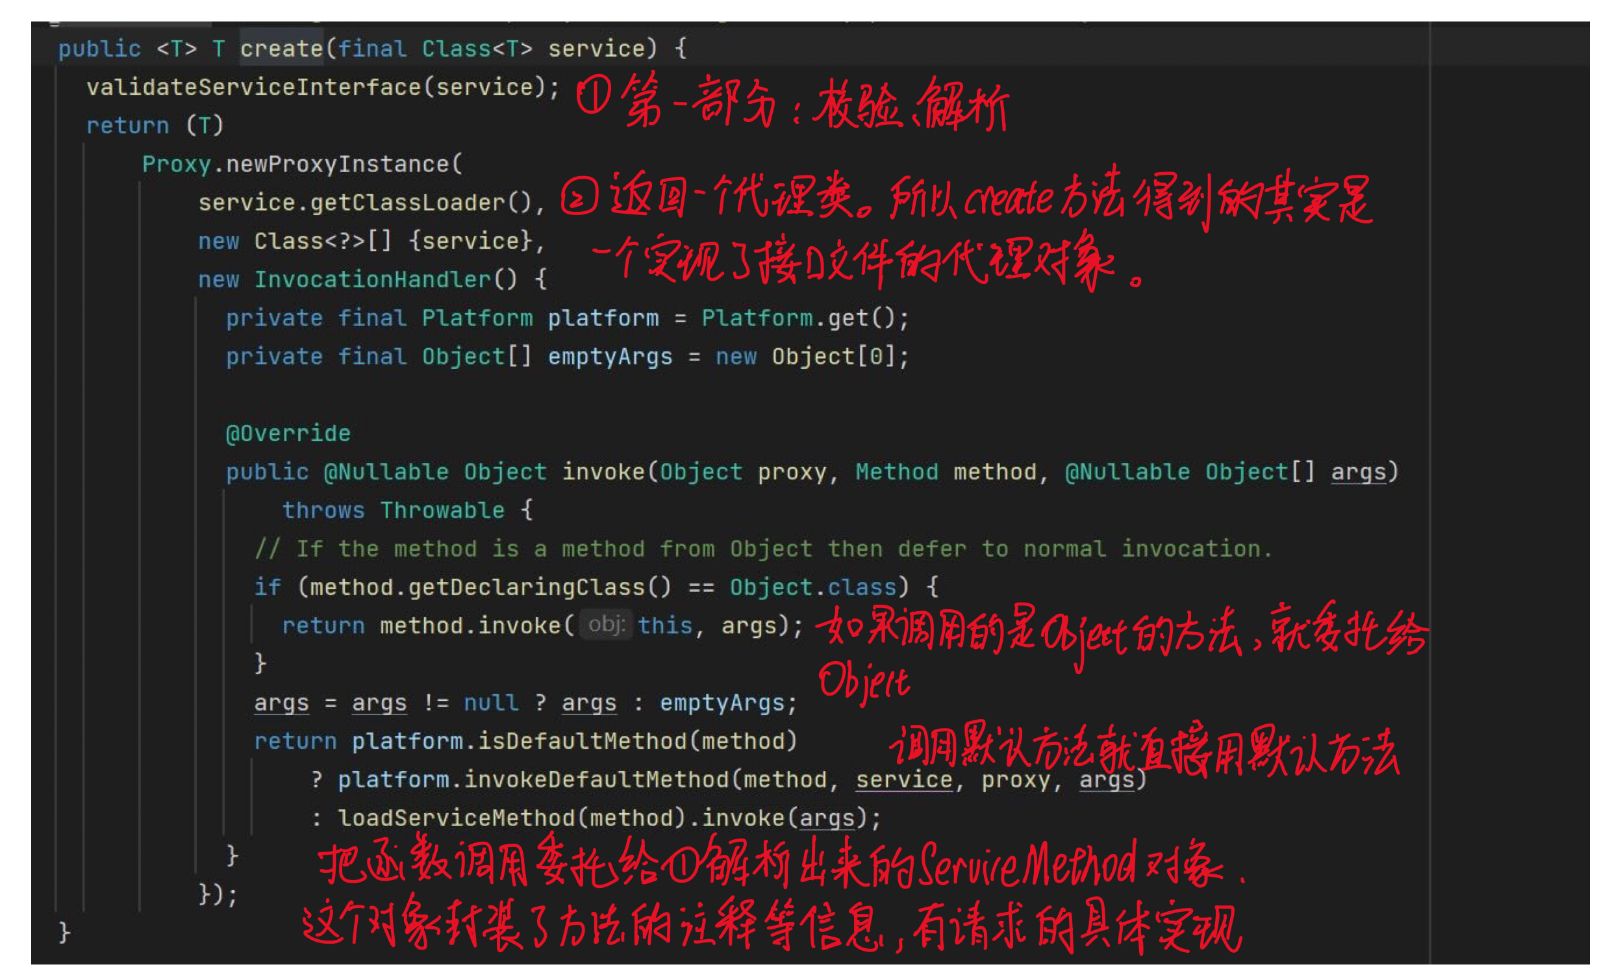 public <T> T create(final Class<T> service) {
validateServiceInterface(service);
①第一部分：校验、解析
return (T)
Proxy.newProxyInstance(
service.getClassLoader(),
②返回一个代理类。所以create方法得到的其实是
new Class<?>[] {service},
一个实现了接口文件的代理对象。
new InvocationHandler() {
private final Platform platform = Platform.get();
private final Object[] emptyArgs = new Object[0];
@Override
public @Nullable Object invoke(Object proxy, Method method, @Nullable Object[] args)
throws Throwable {
// If the method is a method from Object then defer to normal invocation.
if (method.getDeclaringClass() == Object.class) {
return method.invoke( obj: this, args);
如果调用的是Object的方法，就委托给
}
Object
args = args != null ? args : emptyArgs;
return platform.isDefaultMethod(method)
调用默认方法就直接用默认方法
? platform.invokeDefaultMethod(method, service, proxy, args)
: loadServiceMethod(method).invoke(args);
}
把函数调用委托给①解析出来的ServiceMethod对象.
});
这个对象封装了方法的注释等信息,有请求的具体实现
}